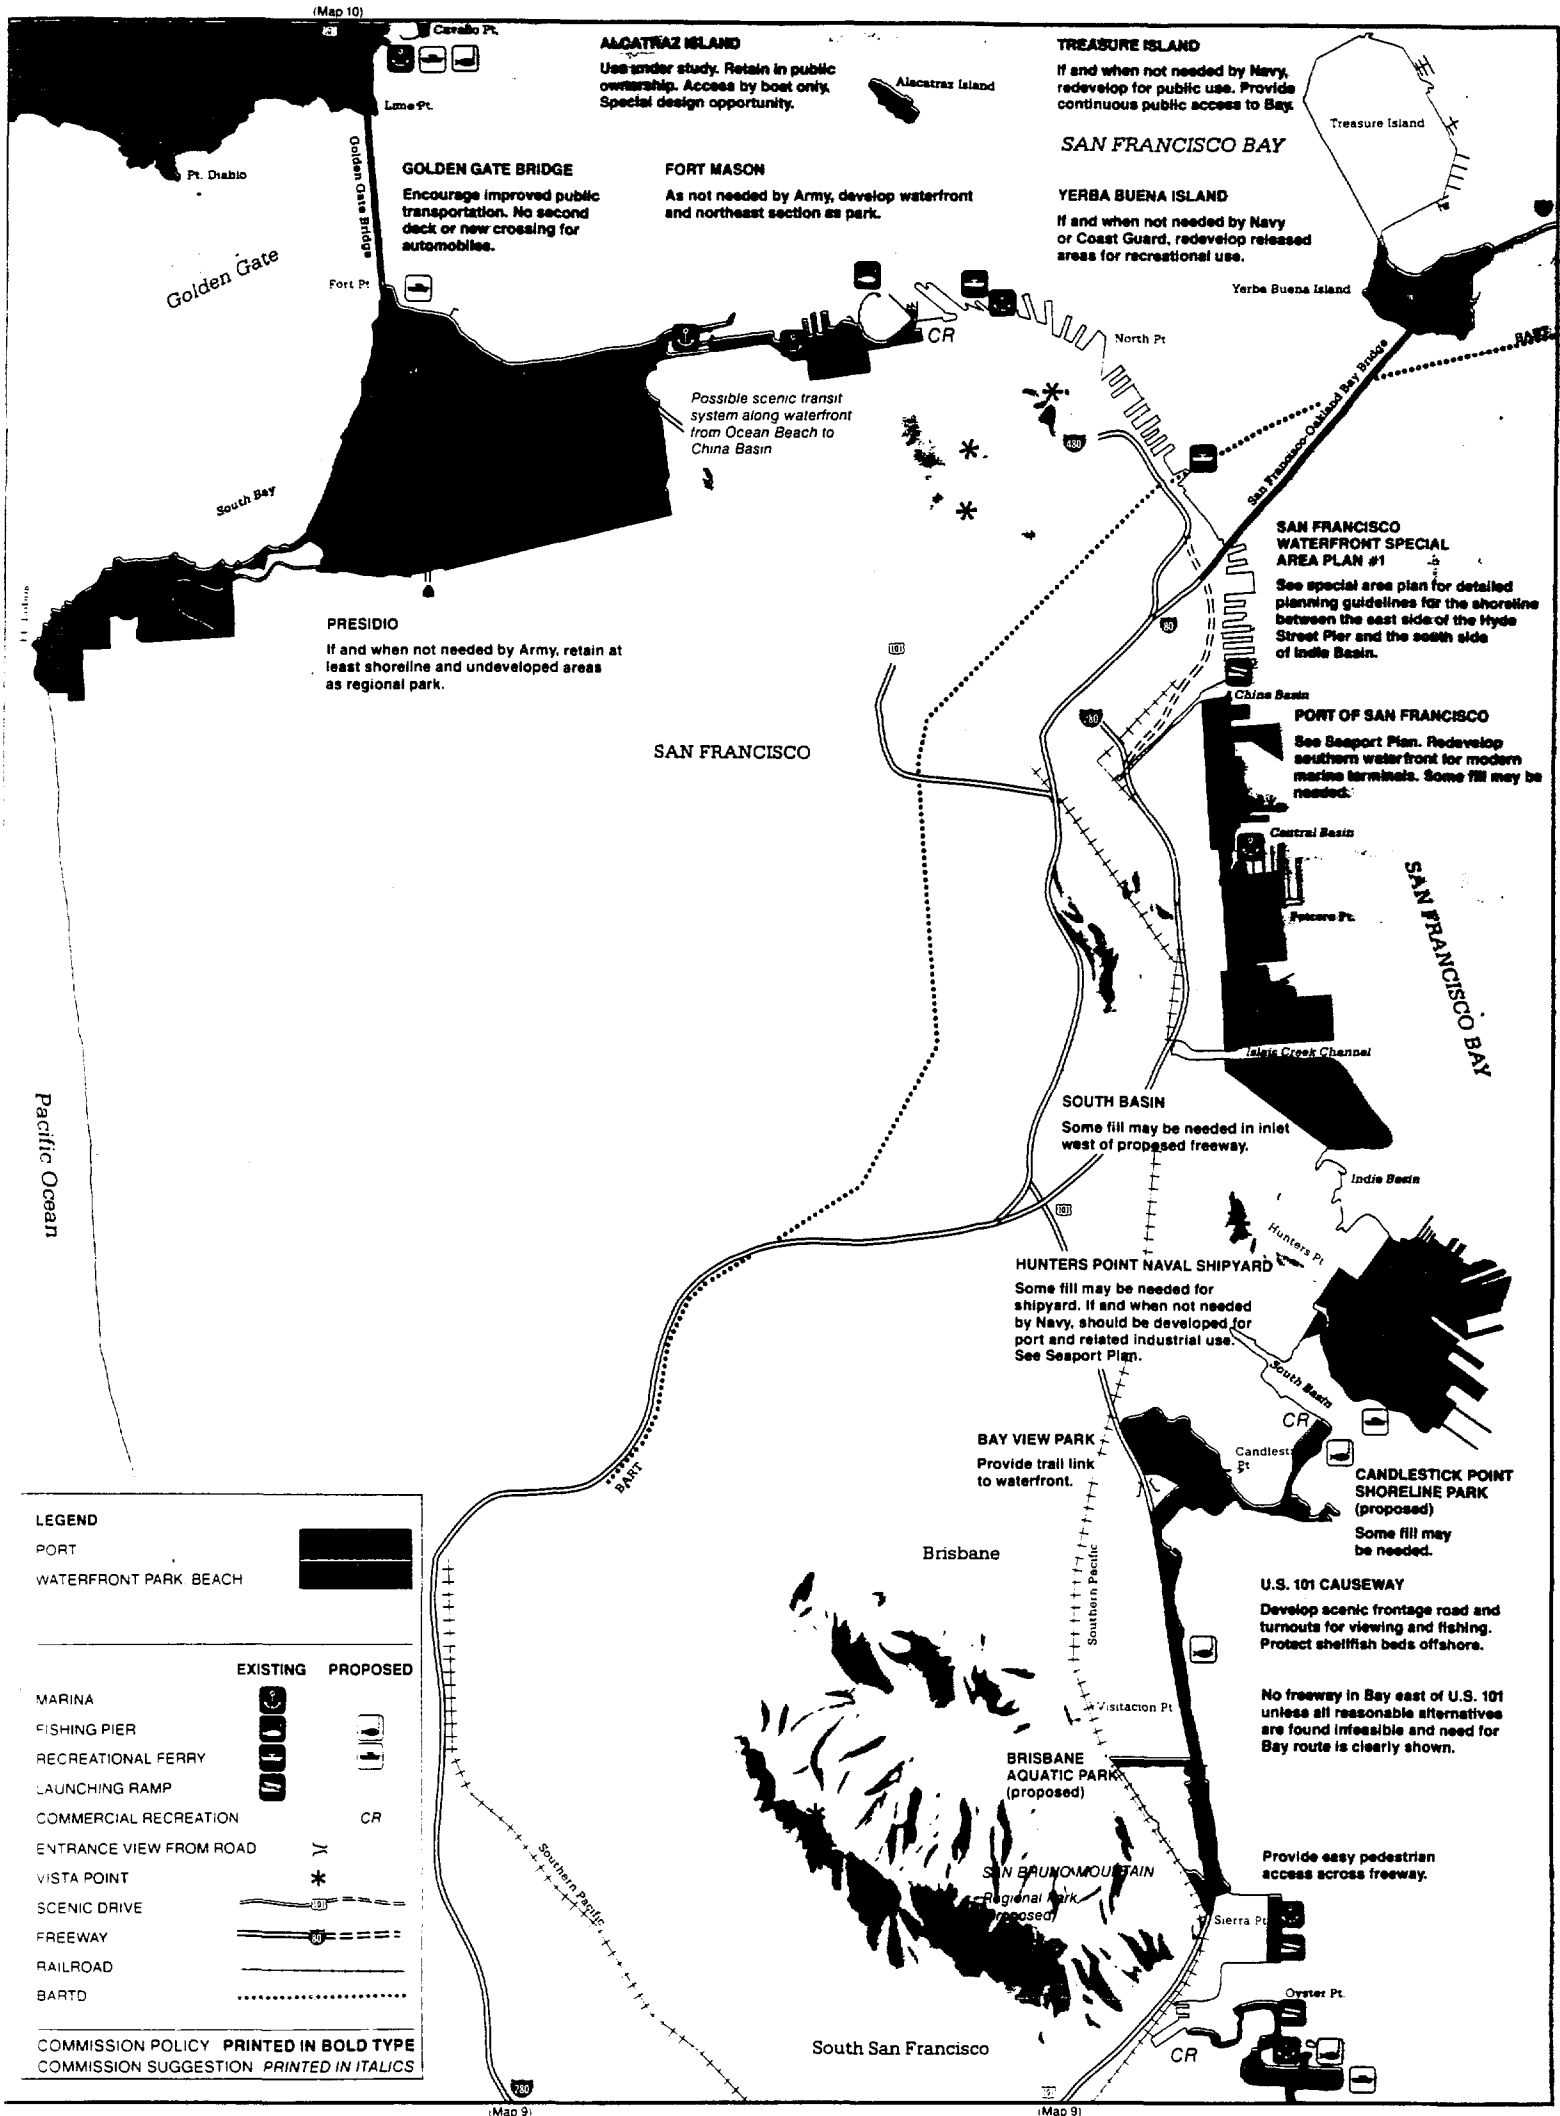 (Map 10)
Cavallo Pt.
Lime Pt.
Pt. Diablo
Golden Gate Bridge
Golden Gate
Fort Pt
South Bay
ALCATRAZ ISLAND
Use under study. Retain in public
ownership. Access by boat only.
Special design opportunity.
Alacatraz Island
TREASURE ISLAND
If and when not needed by Navy,
redevelop for public use. Provide
continuous public access to Bay.
Treasure Island
SAN FRANCISCO BAY
GOLDEN GATE BRIDGE
Encourage improved public
transportation. No second
deck or new crossing for
automobiles.
FORT MASON
As not needed by Army, develop waterfront
and northeast section as park.
YERBA BUENA ISLAND
If and when not needed by Navy
or Coast Guard, redevelop released
areas for recreational use.
Yerba Buena Island
CR
North Pt
BART
San Francisco-Oakland Bay Bridge
Possible scenic transit
system along waterfront
from Ocean Beach to
China Basin
480
SAN FRANCISCO
WATERFRONT SPECIAL
AREA PLAN #1
See special area plan for detailed
planning guidelines for the shoreline
between the east side of the Hyde
Street Pier and the south side
of India Basin.
PRESIDIO
If and when not needed by Army, retain at
least shoreline and undeveloped areas
as regional park.
80
101
China Basin
280
PORT OF SAN FRANCISCO
See Seaport Plan. Redevelop
southern waterfront for modern
marine terminals. Some fill may be
needed.
SAN FRANCISCO
Central Basin
Potrero Pt.
SAN FRANCISCO BAY
Islais Creek Channel
Pacific Ocean
SOUTH BASIN
Some fill may be needed in inlet
west of proposed freeway.
India Basin
101
Hunters Pt
HUNTERS POINT NAVAL SHIPYARD
Some fill may be needed for
shipyard. If and when not needed
by Navy, should be developed for
port and related industrial use.
See Seaport Plan.
South Basin
CR
BAY VIEW PARK
Provide trail link
to waterfront.
Candlest
Pt
CANDLESTICK POINT
SHORELINE PARK
(proposed)
Some fill may
be needed.
BART
Brisbane
Southern Pacific
U.S. 101 CAUSEWAY
Develop scenic frontage road and
turnouts for viewing and fishing.
Protect shellfish beds offshore.
No freeway in Bay east of U.S. 101
unless all reasonable alternatives
are found infeasible and need for
Bay route is clearly shown.
Visitacion Pt
BRISBANE
AQUATIC PARK
(proposed)
Provide easy pedestrian
access across freeway.
SAN BRUNO MOUNTAIN
Regional Park
Sierra Pt
Southern Pacific
Oyster Pt.
South San Francisco
CR
LEGEND
PORT
WATERFRONT PARK, BEACH
EXISTING PROPOSED
MARINA
FISHING PIER
RECREATIONAL FERRY
LAUNCHING RAMP
COMMERCIAL RECREATION CR
ENTRANCE VIEW FROM ROAD
VISTA POINT
SCENIC DRIVE 101
FREEWAY 80
RAILROAD
BARTD
COMMISSION POLICY PRINTED IN BOLD TYPE
COMMISSION SUGGESTION PRINTED IN ITALICS
280
101
(Map 9)
(Map 9)